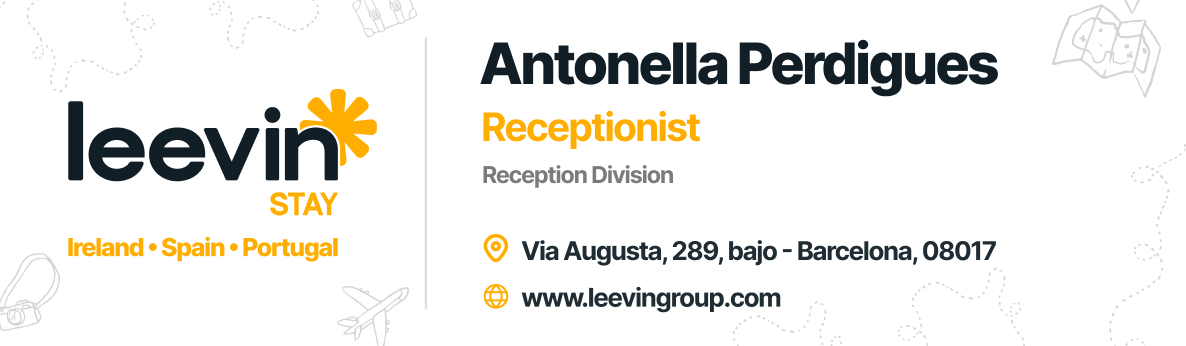 leevin
STAY
Ireland • Spain • Portugal
Antonella Perdigues
Receptionist
Reception Division
Via Augusta, 289, bajo - Barcelona, 08017
www.leevingroup.com